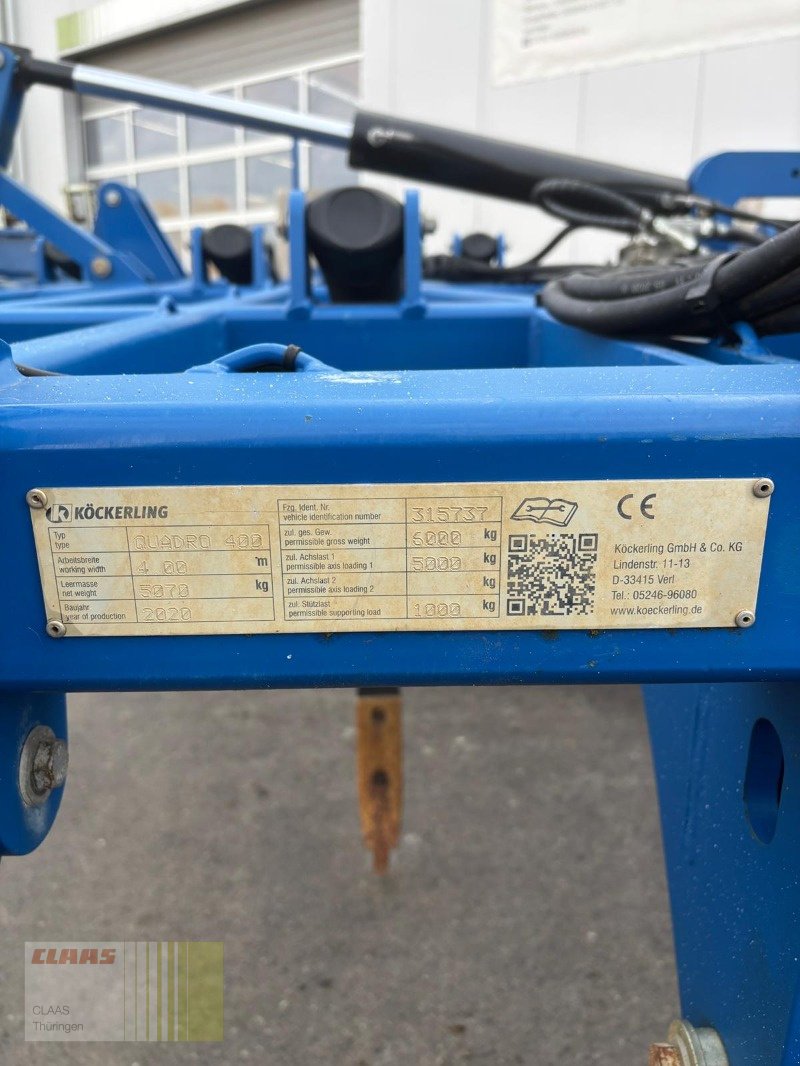 KÖCKERLING
Typ
type
QUADRO 400
Arbeitsbreite
working width
4.00 m
Leermasse
net weight
5070 kg
Baujahr
year of production
2020
Fzg. Ident. Nr.
vehicle identification number
315737
zul. ges. Gew.
permissible gross weight
6000 kg
zul. Achslast 1
permissible axis loading 1
5000 kg
zul. Achslast 2
permissible axis loading 2
kg
zul. Stützlast
permissible supporting load
1000 kg
CE
Köckerling GmbH & Co. KG
Lindenstr. 11-13
D-33415 Verl
Tel.: 05246-96080
www.koeckerling.de
CLAAS
CLAAS
Thüringen